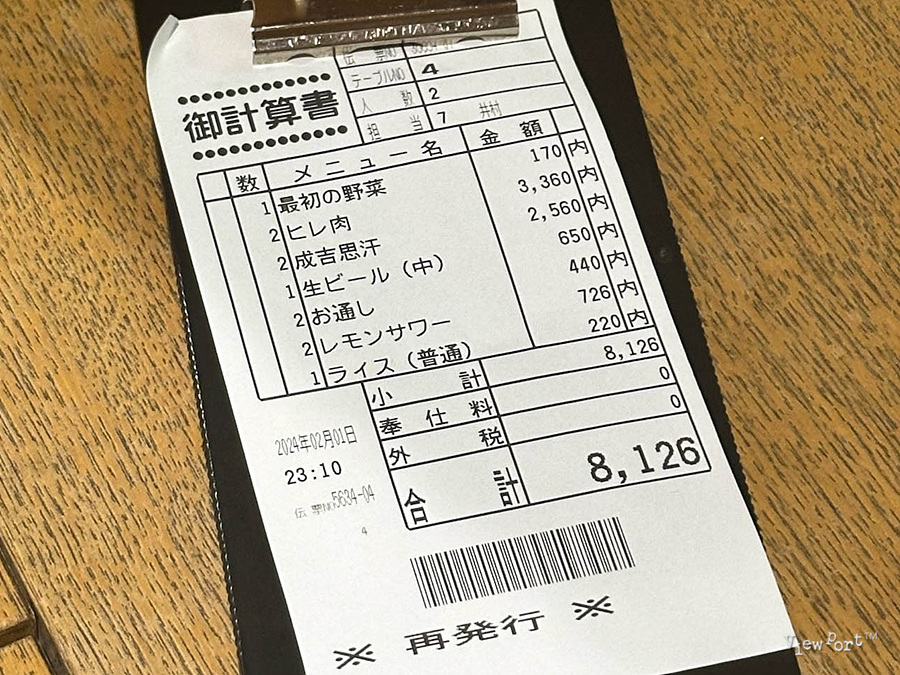 伝票NO
テーブルNO 4
人数 2
担当 7 井村
御計算書
数 メニュー名 金額
1 最初の野菜 170 内
2 ヒレ肉 3,360 内
2 成吉思汗 2,560 内
1 生ビール（中） 650 内
2 お通し 440 内
2 レモンサワー 726 内
1 ライス（普通） 220 内
小計 8,126
奉仕料 0
外税 0
合計 8,126
2024年02月01日
23:10
伝票NO5634-04
4
※ 再発行 ※
ViewPort™